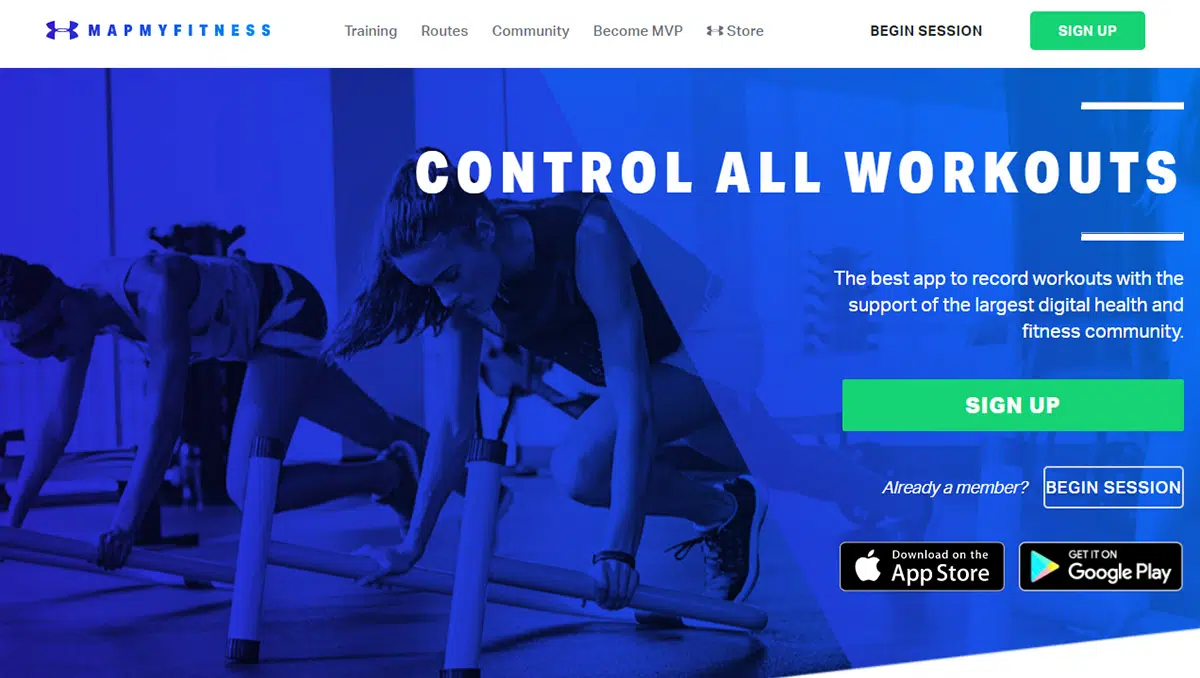 MAPMYFITNESS
Training Routes Community Become MVP Store
BEGIN SESSION
SIGN UP
CONTROL ALL WORKOUTS
The best app to record workouts with the
support of the largest digital health and
fitness community.
SIGN UP
Already a member? BEGIN SESSION
Download on the
App Store
GET IT ON
Google Play